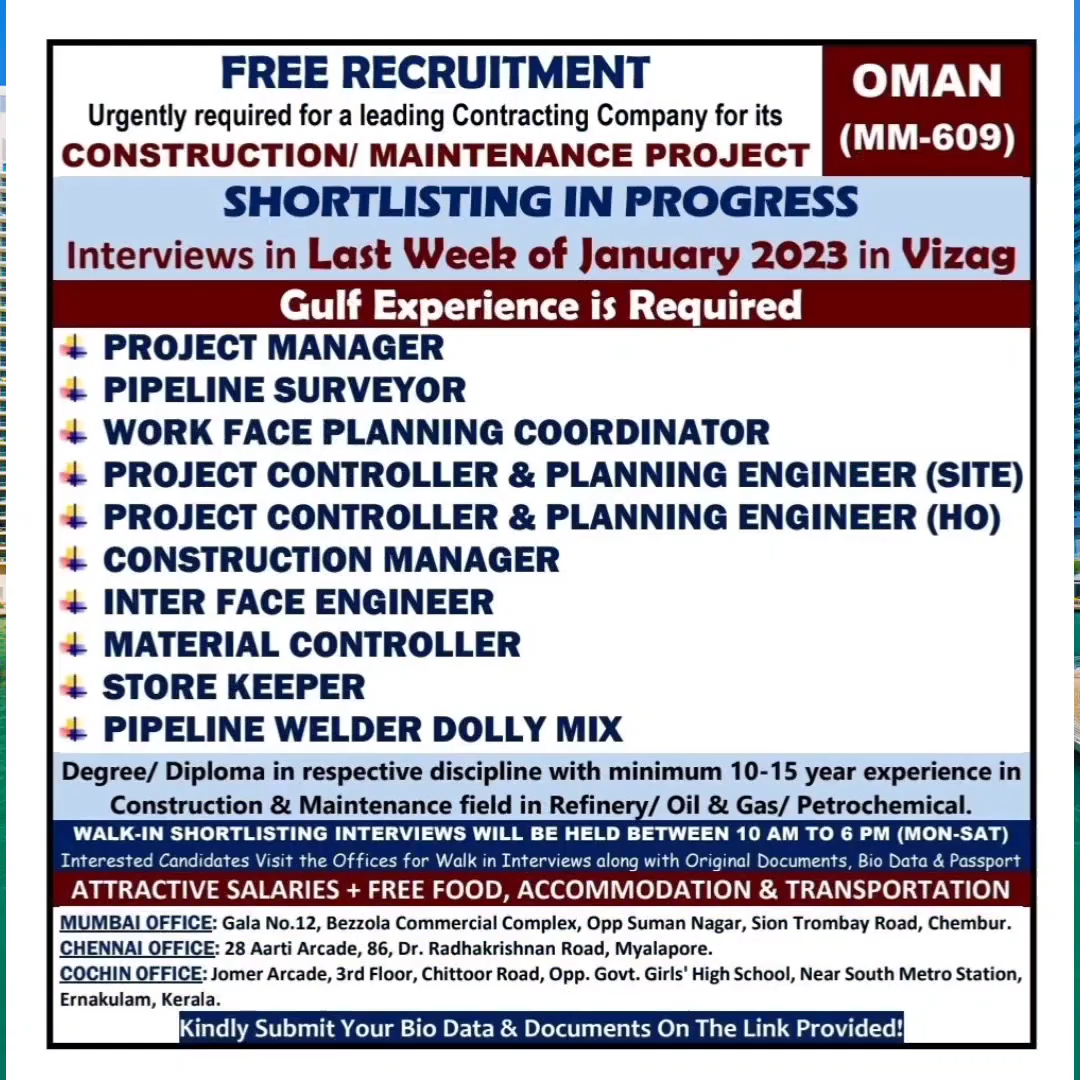 FREE RECRUITMENT
Urgently required for a leading Contracting Company for its
CONSTRUCTION/ MAINTENANCE PROJECT
OMAN
(MM-609)
SHORTLISTING IN PROGRESS
Interviews in Last Week of January 2023 in Vizag
Gulf Experience is Required
PROJECT MANAGER
PIPELINE SURVEYOR
WORK FACE PLANNING COORDINATOR
PROJECT CONTROLLER & PLANNING ENGINEER (SITE)
PROJECT CONTROLLER & PLANNING ENGINEER (HO)
CONSTRUCTION MANAGER
INTER FACE ENGINEER
MATERIAL CONTROLLER
STORE KEEPER
PIPELINE WELDER DOLLY MIX
Degree/ Diploma in respective discipline with minimum 10-15 year experience in
Construction & Maintenance field in Refinery/ Oil & Gas/ Petrochemical.
WALK-IN SHORTLISTING INTERVIEWS WILL BE HELD BETWEEN 10 AM TO 6 PM (MON-SAT)
Interested Candidates Visit the Offices for Walk in Interviews along with Original Documents, Bio Data & Passport
ATTRACTIVE SALARIES + FREE FOOD, ACCOMMODATION & TRANSPORTATION
MUMBAI OFFICE: Gala No.12, Bezzola Commercial Complex, Opp Suman Nagar, Sion Trombay Road, Chembur.
CHENNAI OFFICE: 28 Aarti Arcade, 86, Dr. Radhakrishnan Road, Myalapore.
COCHIN OFFICE: Jomer Arcade, 3rd Floor, Chittoor Road, Opp. Govt. Girls' High School, Near South Metro Station,
Ernakulam, Kerala.
Kindly Submit Your Bio Data & Documents On The Link Provided!